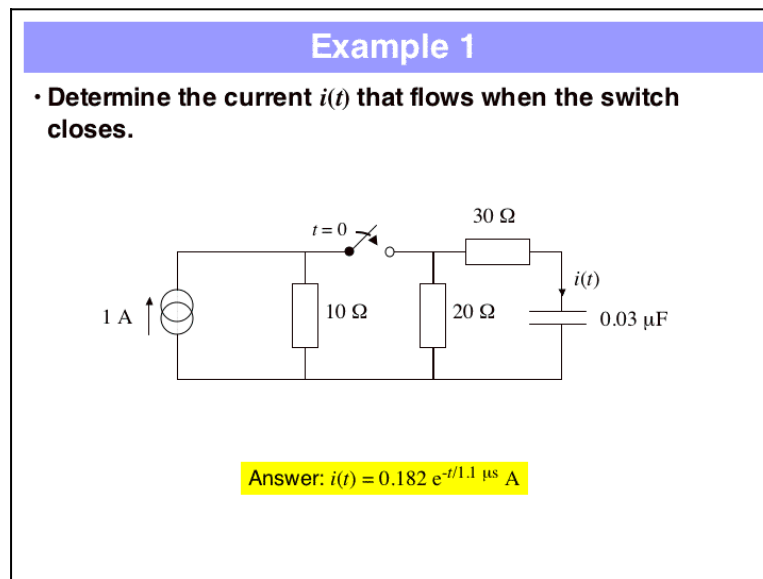 Example 1
• Determine the current i(t) that flows when the switch
closes.
30 Ω
t = 0
i(t)
1 A
10 Ω
20 Ω
0.03 μF
Answer: i(t) = 0.182 e^-t/1.1 μs A